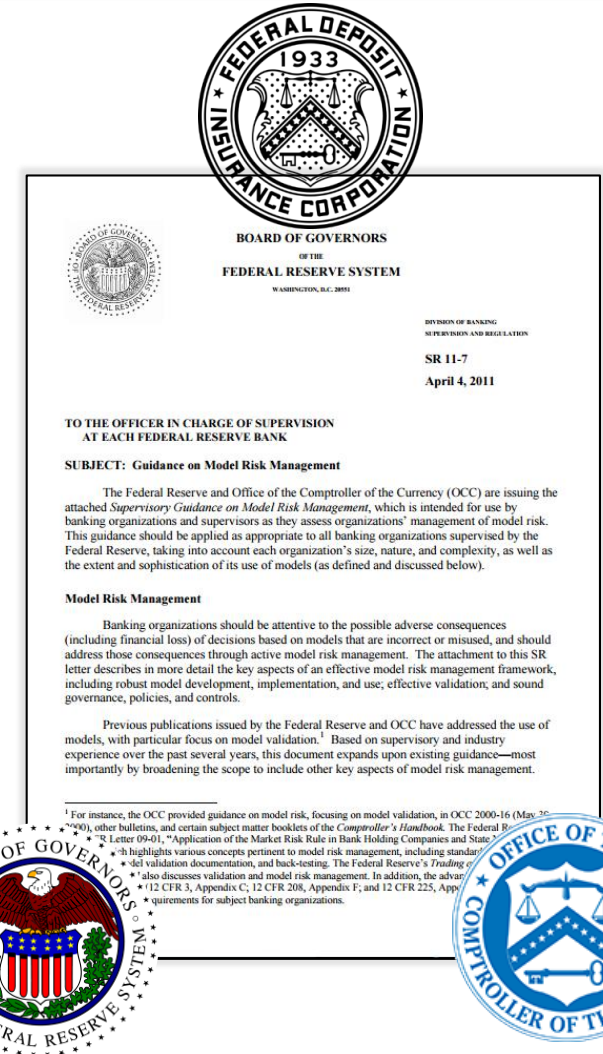 FEDERAL DEPOSIT INSURANCE CORPORATION
1933
BOARD OF GOVERNORS OF THE FEDERAL RESERVE SYSTEM
BOARD OF GOVERNORS
OF THE
FEDERAL RESERVE SYSTEM
WASHINGTON, D.C. 20551
DIVISION OF BANKING
SUPERVISION AND REGULATION
SR 11-7
April 4, 2011
TO THE OFFICER IN CHARGE OF SUPERVISION
AT EACH FEDERAL RESERVE BANK
SUBJECT: Guidance on Model Risk Management
The Federal Reserve and Office of the Comptroller of the Currency (OCC) are issuing the
attached Supervisory Guidance on Model Risk Management, which is intended for use by
banking organizations and supervisors as they assess organizations' management of model risk.
This guidance should be applied as appropriate to all banking organizations supervised by the
Federal Reserve, taking into account each organization's size, nature, and complexity, as well as
the extent and sophistication of its use of models (as defined and discussed below).
Model Risk Management
Banking organizations should be attentive to the possible adverse consequences
(including financial loss) of decisions based on models that are incorrect or misused, and should
address those consequences through active model risk management. The attachment to this SR
letter describes in more detail the key aspects of an effective model risk management framework,
including robust model development, implementation, and use; effective validation; and sound
governance, policies, and controls.
Previous publications issued by the Federal Reserve and OCC have addressed the use of
models, with particular focus on model validation.1 Based on supervisory and industry
experience over the past several years, this document expands upon existing guidance—most
importantly by broadening the scope to include other key aspects of model risk management.
1 For instance, the OCC provided guidance on model risk, focusing on model validation, in OCC 2000-16 (May
other bulletins, and certain subject matter booklets of the Comptroller's Handbook. The Federal
Letter 09-01, "Application of the Market Risk Rule in Bank Holding Companies and State
highlights various concepts pertinent to model risk management, including
validation documentation, and back-testing. The Federal Reserve's Trading
also discusses validation and model risk management. In addition, the
(12 CFR 3, Appendix C; 12 CFR 208, Appendix F; and 12 CFR 225,
requirements for subject banking organizations.
OF GOVERNORS
SYSTEM
RESERVE
OFFICE OF
COMPTROLLER OF